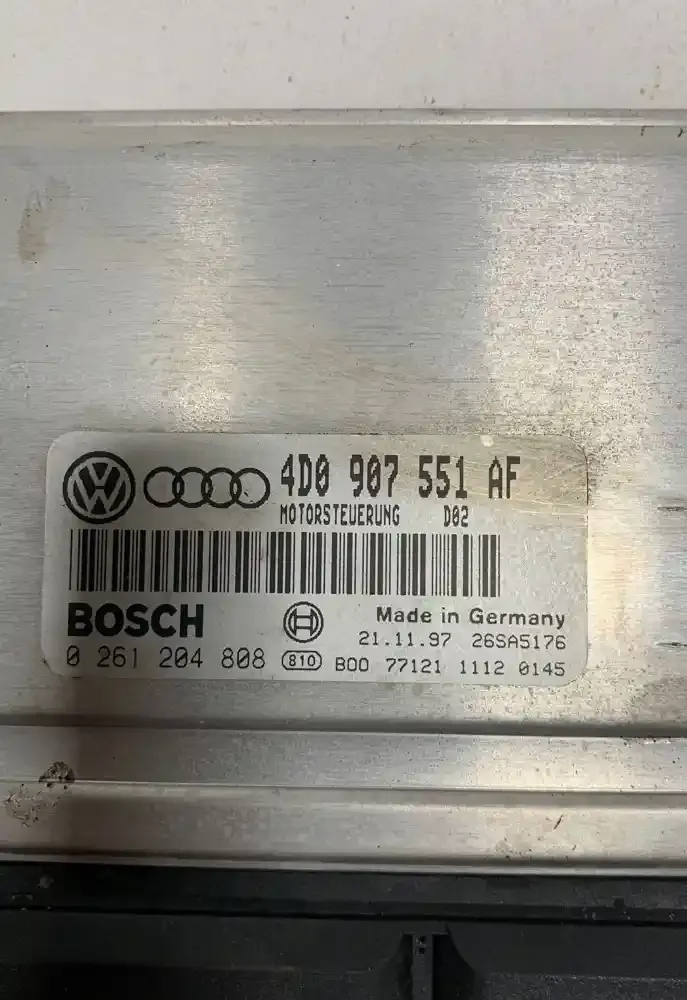 4D0 907 551 AF
MOTORSTEUERUNG D02
BOSCH
Made in Germany
21.11.97 26SA5176
0 261 204 808 810 B00 77121 1112 0145